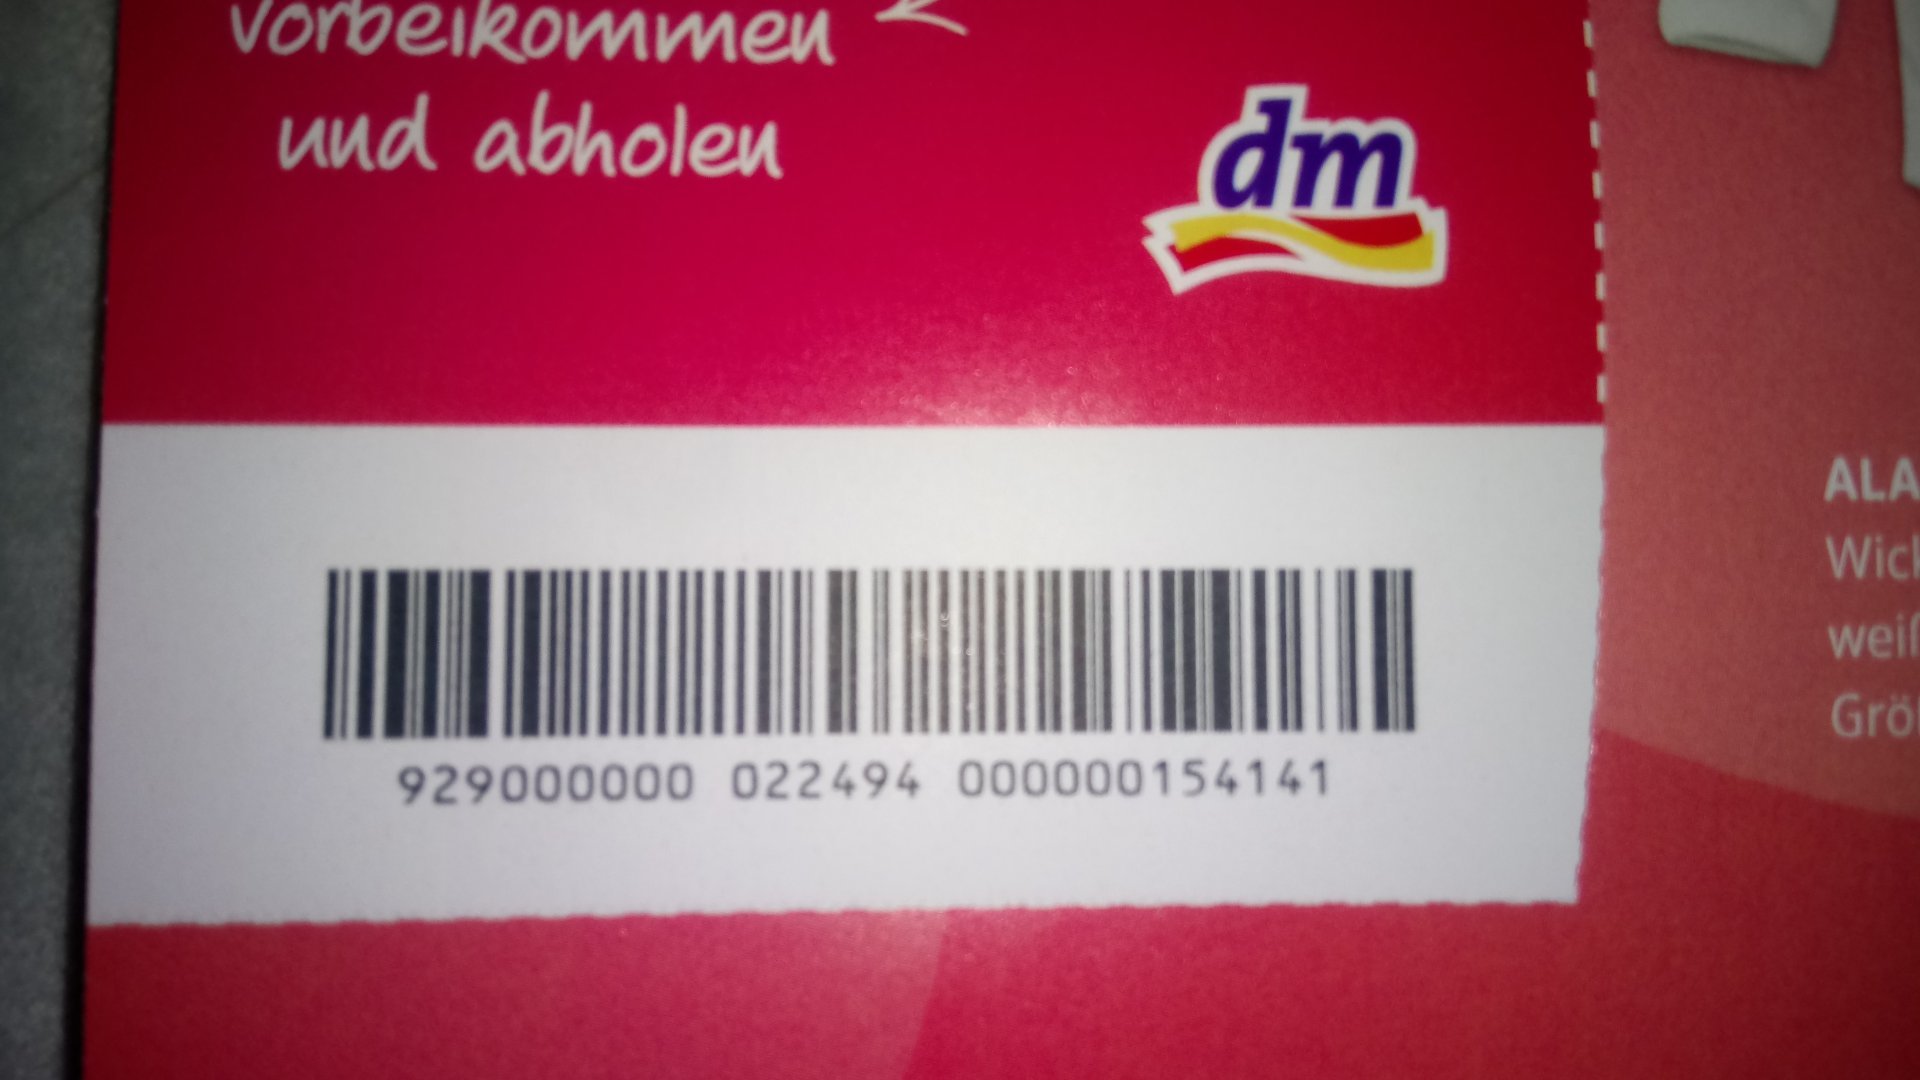 vorbeikommen
und abholen
dm
929000000 022494 000000154141
ALA
Wick
weiß
Grö